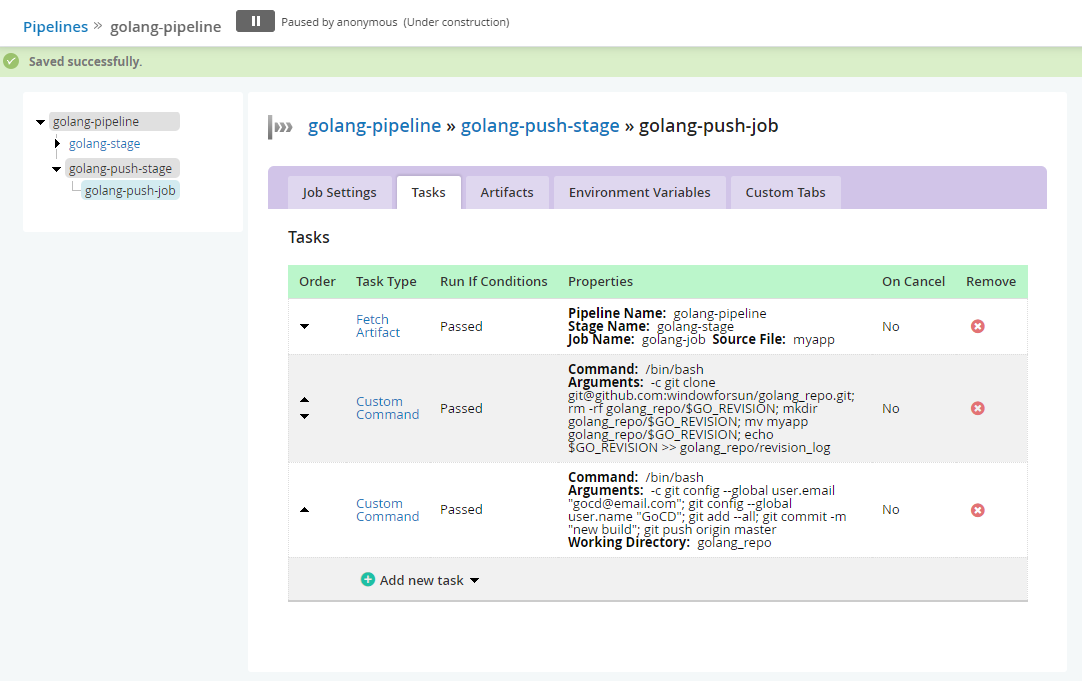 Pipelines » golang-pipeline Paused by anonymous (Under construction)
Saved successfully.
golang-pipeline
golang-stage
golang-push-stage
golang-push-job
golang-pipeline » golang-push-stage » golang-push-job
Job Settings Tasks Artifacts Environment Variables Custom Tabs
Tasks
Order Task Type Run If Conditions Properties On Cancel Remove
Fetch
Artifact
Passed
Pipeline Name: golang-pipeline
Stage Name: golang-stage
Job Name: golang-job Source File: myapp
No
Custom
Command
Passed
Command: /bin/bash
Arguments: -c git clone
git@github.com:windowforsun/golang_repo.git;
rm -rf golang_repo/$GO_REVISION; mkdir
golang_repo/$GO_REVISION; mv myapp
golang_repo/$GO_REVISION; echo
$GO_REVISION >> golang_repo/revision_log
No
Custom
Command
Passed
Command: /bin/bash
Arguments: -c git config --global user.email
"gocd@email.com"; git config --global
user.name "GoCD"; git add --all; git commit -m
"new build"; git push origin master
Working Directory: golang_repo
No
Add new task